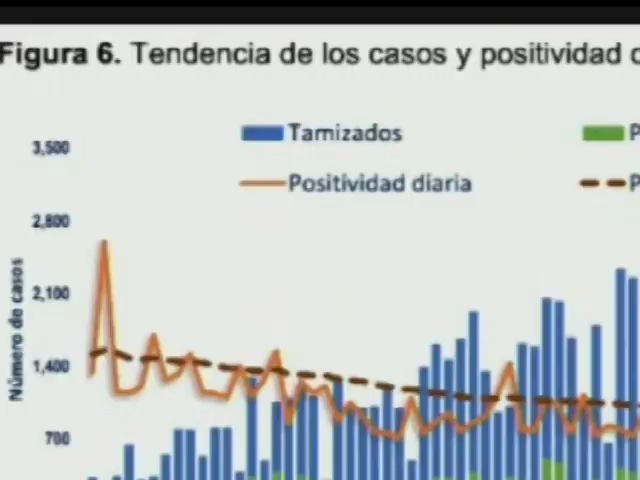 Figura 6. Tendencia de los casos y positividad
Tamizados
Positividad diaria
3,500
2,800
2,100
1,400
700
Número de casos